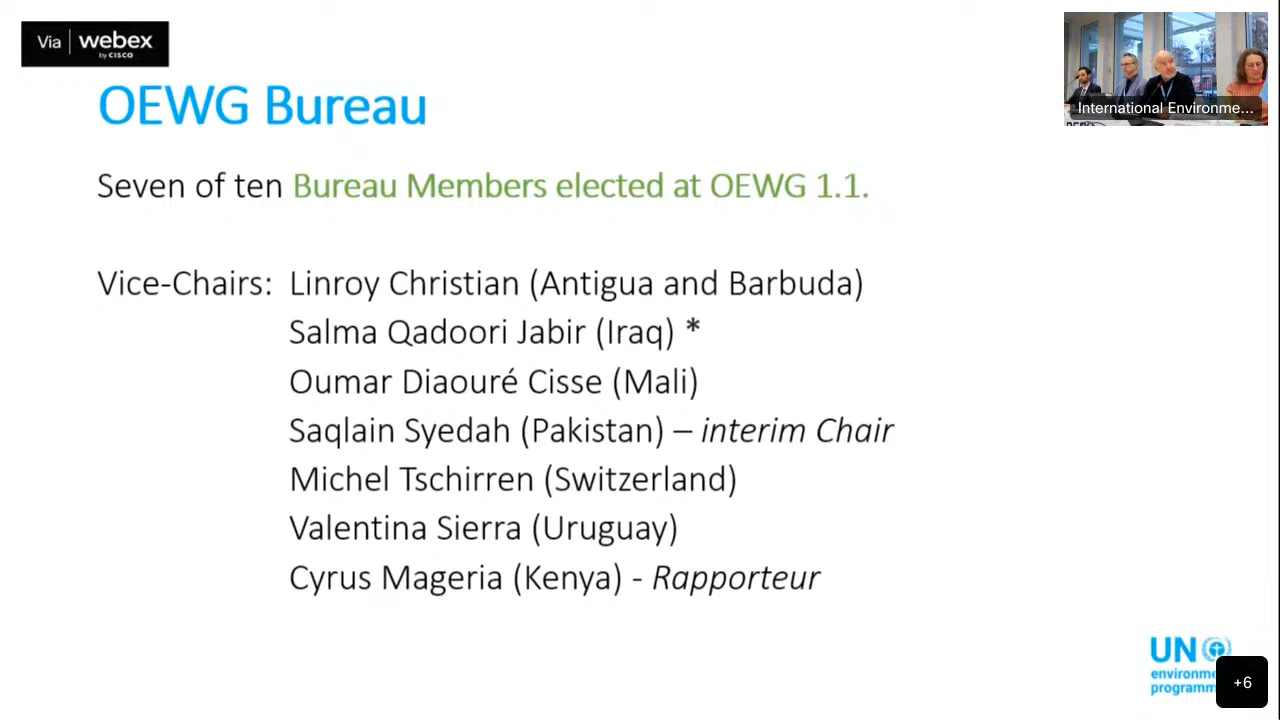 Via webex
by CISCO
International Environme...
OEWG Bureau
Seven of ten Bureau Members elected at OEWG 1.1.
Vice-Chairs: Linroy Christian (Antigua and Barbuda)
Salma Qadoori Jabir (Iraq) *
Oumar Diaouré Cisse (Mali)
Saqlain Syedah (Pakistan) – interim Chair
Michel Tschirren (Switzerland)
Valentina Sierra (Uruguay)
Cyrus Mageria (Kenya) - Rapporteur
UN
environme
programm
+6